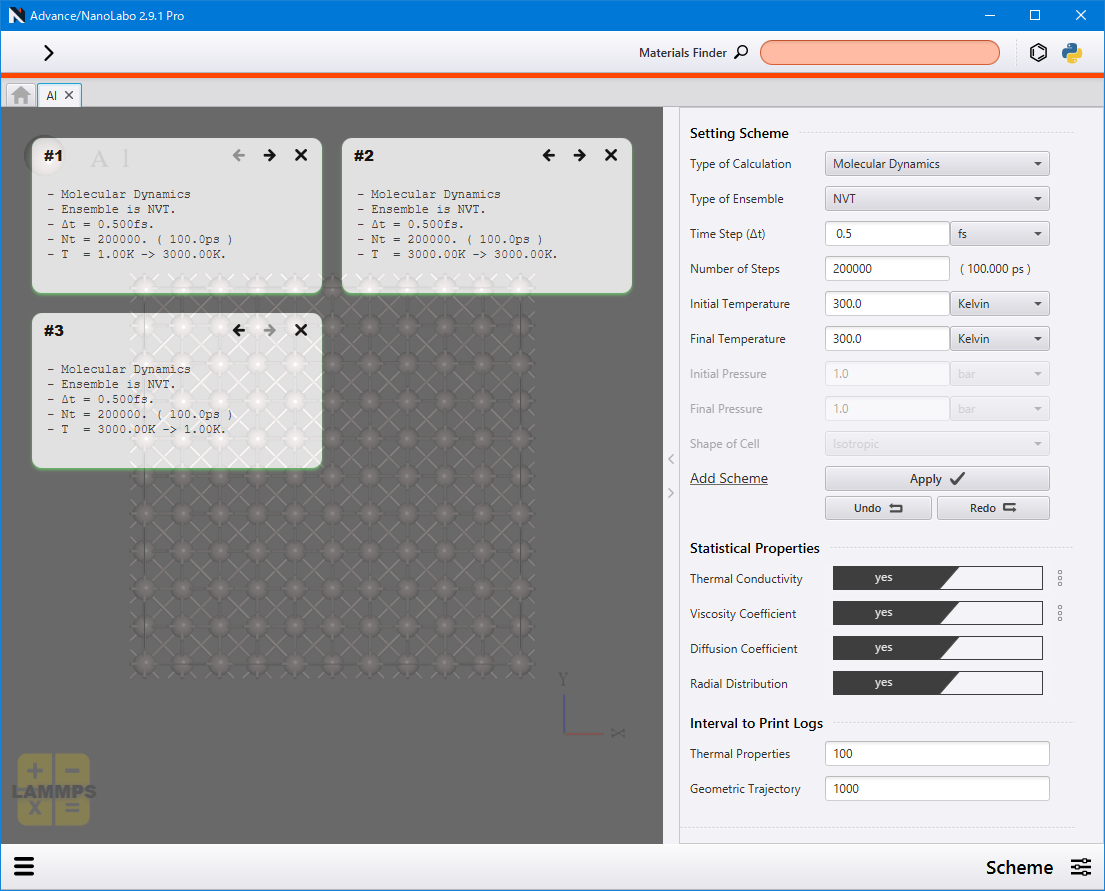 Advance/NanoLabo 2.9.1 Pro
Materials Finder
Al
Al
#1
- Molecular Dynamics
- Ensemble is NVT.
- Δt = 0.500fs.
- Nt = 200000. ( 100.0ps )
- T  = 1.00K -> 3000.00K.
#2
- Molecular Dynamics
- Ensemble is NVT.
- Δt = 0.500fs.
- Nt = 200000. ( 100.0ps )
- T  = 3000.00K -> 3000.00K.
#3
- Molecular Dynamics
- Ensemble is NVT.
- Δt = 0.500fs.
- Nt = 200000. ( 100.0ps )
- T  = 3000.00K -> 1.00K.
Y
X
LAMMPS
Setting Scheme
Type of Calculation Molecular Dynamics
Type of Ensemble NVT
Time Step (Δt) 0.5 fs
Number of Steps 200000 ( 100.000 ps )
Initial Temperature 300.0 Kelvin
Final Temperature 300.0 Kelvin
Initial Pressure 1.0 bar
Final Pressure 1.0 bar
Shape of Cell Isotropic
Add Scheme Apply
Undo Redo
Statistical Properties
Thermal Conductivity yes
Viscosity Coefficient yes
Diffusion Coefficient yes
Radial Distribution yes
Interval to Print Logs
Thermal Properties 100
Geometric Trajectory 1000
Scheme